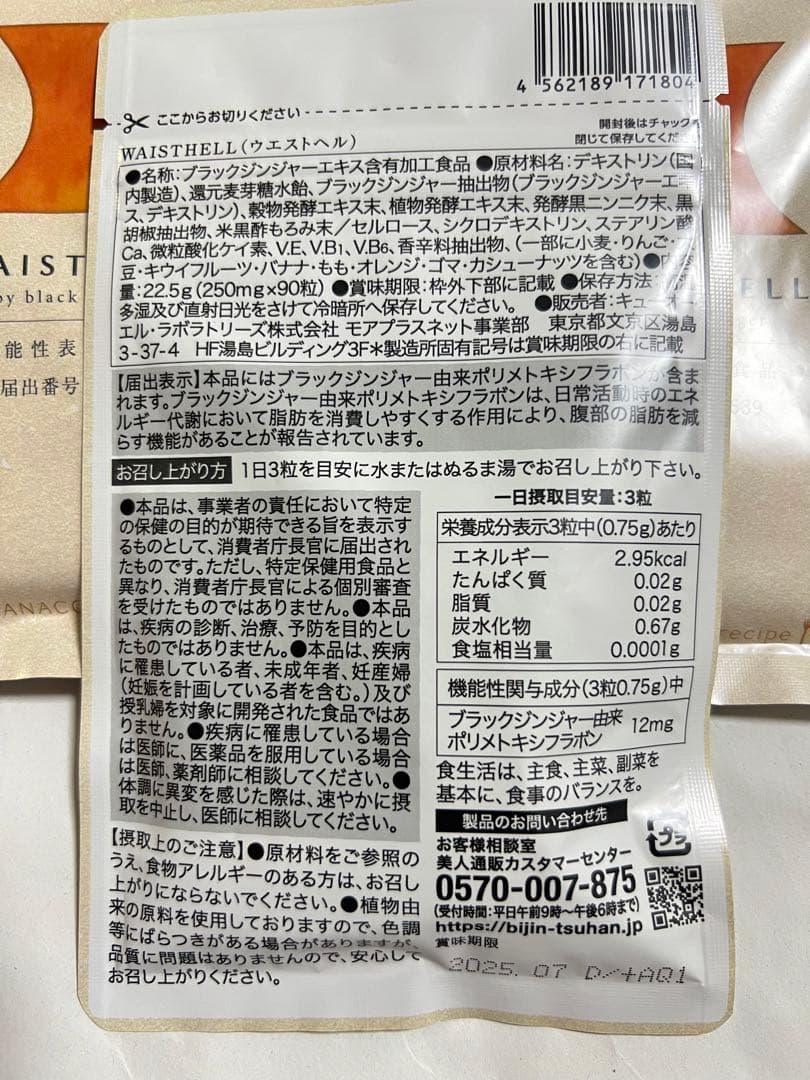 4 562189 171804
ここからお切りください
開封後はチャック
閉じて保存してくだ
WAISTHELL(ウエストヘル)
●名称:ブラックジンジャーエキス含有加工食品 ●原材料名:デキストリン(国
内製造)、還元麦芽糖水飴、ブラックジンジャー抽出物(ブラックジンジャーエキ
ス、デキストリン)、穀物発酵エキス末、植物発酵エキス末、発酵黒ニンニク末、黒
胡椒抽出物、米黒酢もろみ末/セルロース、シクロデキストリン、ステアリン酸
Ca、微粒酸化ケイ素、V.E、V.B1、V.B6、香辛料抽出物、(一部に小麦・りんご・
豆・キウイフルーツ・バナナ・もも・オレンジ・ゴマ・カシューナッツを含む)●内
量:22.5g(250mg×90粒) ●賞味期限:枠外下部に記載 ●保存方法:
多湿及び直射日光をさけて冷暗所へ保存してください。 ●販売者:キュー
エル・ラボラトリーズ株式会社 モアプラスネット事業部 東京都文京区湯島
3-37-4 HF湯島ビルディング3F*製造所固有記号は賞味期限の右に記載
【届出表示】本品にはブラックジンジャー由来ポリメトキシフラボンが含ま
れます。ブラックジンジャー由来ポリメトキシフラボンは、日常活動時のエネ
ルギー代謝において脂肪を消費しやすくする作用により、腹部の脂肪を減
らす機能があることが報告されています。
お召し上がり方 1日3粒を目安に水またはぬるま湯でお召し上がり下さい。
●本品は、事業者の責任において特定
の保健の目的が期待できる旨を表示す
るものとして、消費者庁長官に届出され
たものです。ただし、特定保健用食品と
異なり、消費者庁長官による個別審査
を受けたものではありません。●本品
は、疾病の診断、治療、予防を目的とし
たものではありません。●本品は、疾病
に罹患している者、未成年者、妊産婦
(妊娠を計画している者を含む。)及び
授乳婦を対象に開発された食品ではあ
りません。●疾病に罹患している場合
は医師に、医薬品を服用している場合
は医師、薬剤師に相談してください。●
体調に異変を感じた際は、速やかに摂
取を中止し、医師に相談してください。
【摂取上のご注意】●原材料をご参照の
うえ、食物アレルギーのある方は、お召し
上がりにならないでください。●植物由
来の原料を使用しておりますので、色調
等にばらつきがある場合がありますが、
品質に問題はありませんので、安心して
お召し上がりください。
一日摂取目安量:3粒
栄養成分表示3粒中(0.75g)あたり
エネルギー 2.95kcal
たんぱく質 0.02g
脂質 0.02g
炭水化物 0.67g
食塩相当量 0.0001g
機能性関与成分(3粒0.75g)中
ブラックジンジャー由来
ポリメトキシフラボン 12mg
食生活は、主食、主菜、副菜を
基本に、食事のバランスを。
製品のお問い合わせ先
お客様相談室
美人通販カスタマーセンター
0570-007-875
(受付時間:平日午前9時〜午後6時まで)
https://bijin-tsuhan.jp
プラ
賞味期限
2025.07 D/+AQ1
AIST
by black
能性表
届出番号
ANACO
ELL
食品
589
recipe